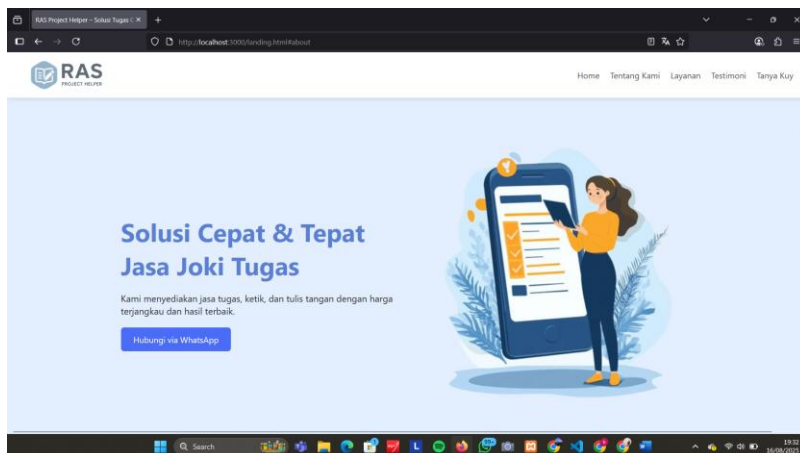 RAS Project Helper – Solusi Tugas C
http://localhost:3000/landing.html#about
RAS
PROJECT HELPER
Home Tentang Kami Layanan Testimoni Tanya Kuy
Solusi Cepat & Tepat
Jasa Joki Tugas
Kami menyediakan jasa tugas, ketik, dan tulis tangan dengan harga
terjangkau dan hasil terbaik.
Hubungi via WhatsApp
Search
99+
19:32
16/08/2025